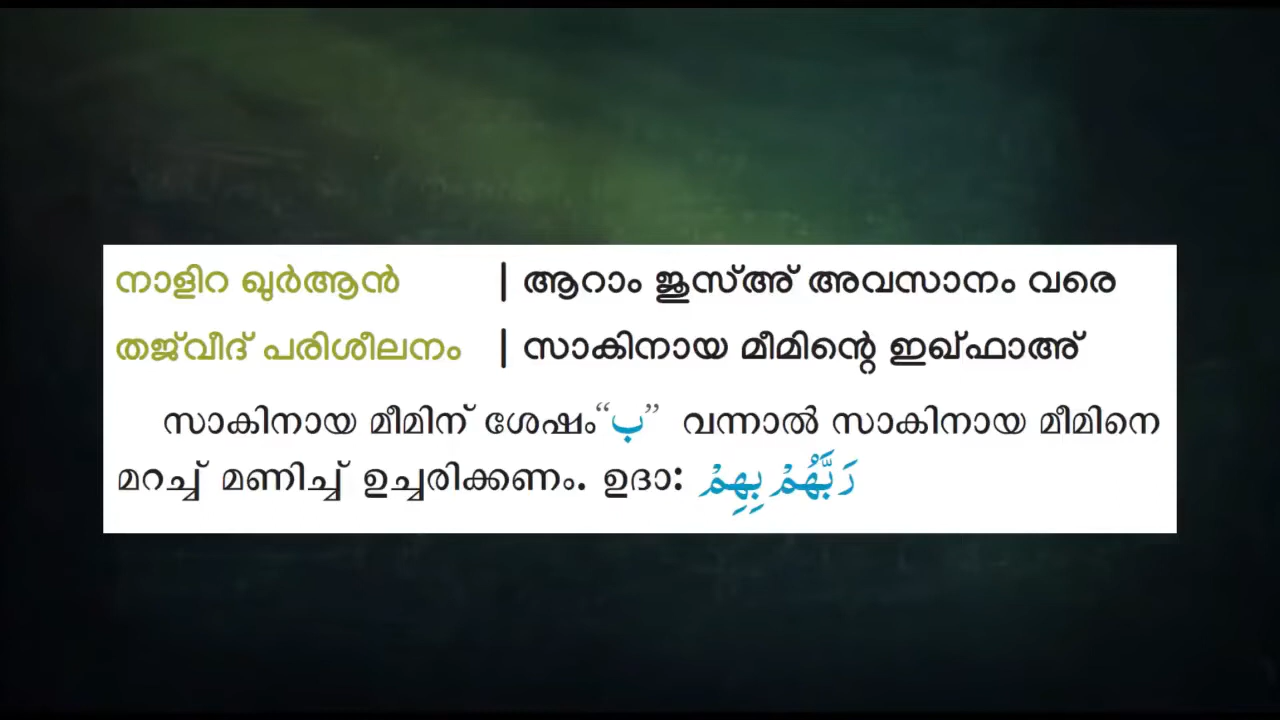 നാളിറ ഖുർആൻ | ആറാം ജുസ്അ് അവസാനം വരെ
തജ്‌വീദ് പരിശീലനം | സാകിനായ മീമിന്റെ ഇഖ്ഫാഅ്
സാകിനായ മീമിന് ശേഷം “ب” വന്നാൽ സാകിനായ മീമിനെ
മറച്ച് മണിച്ച് ഉച്ചരിക്കണം. ഉദാ: رَبَّهُمْ بِهِمْ